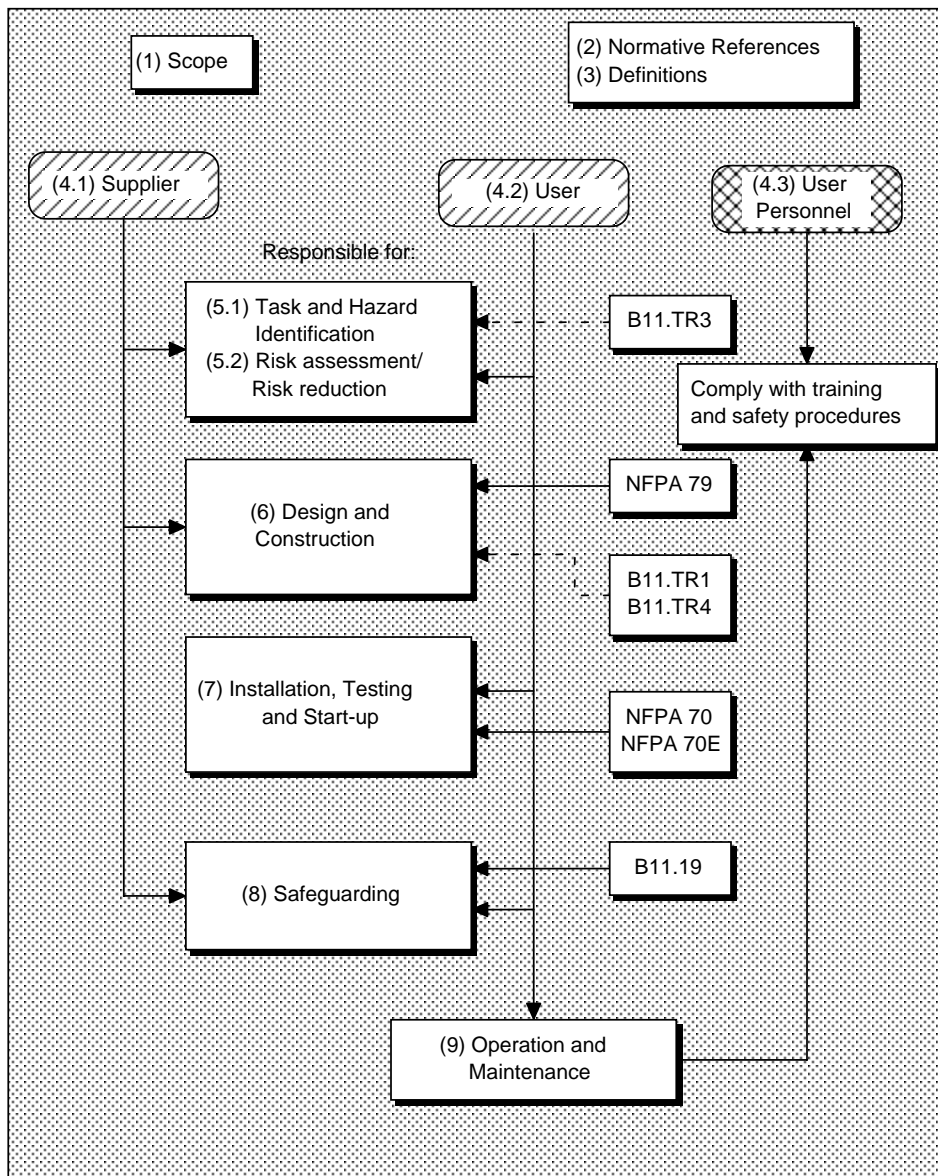 (1) Scope
(2) Normative References
(3) Definitions
(4.1) Supplier
(4.2) User
(4.3) User
Personnel
Responsible for:
(5.1) Task and Hazard
Identification
(5.2) Risk assessment/
Risk reduction
B11.TR3
Comply with training
and safety procedures
(6) Design and
Construction
NFPA 79
B11.TR1
B11.TR4
(7) Installation, Testing
and Start-up
NFPA 70
NFPA 70E
(8) Safeguarding
B11.19
(9) Operation and
Maintenance